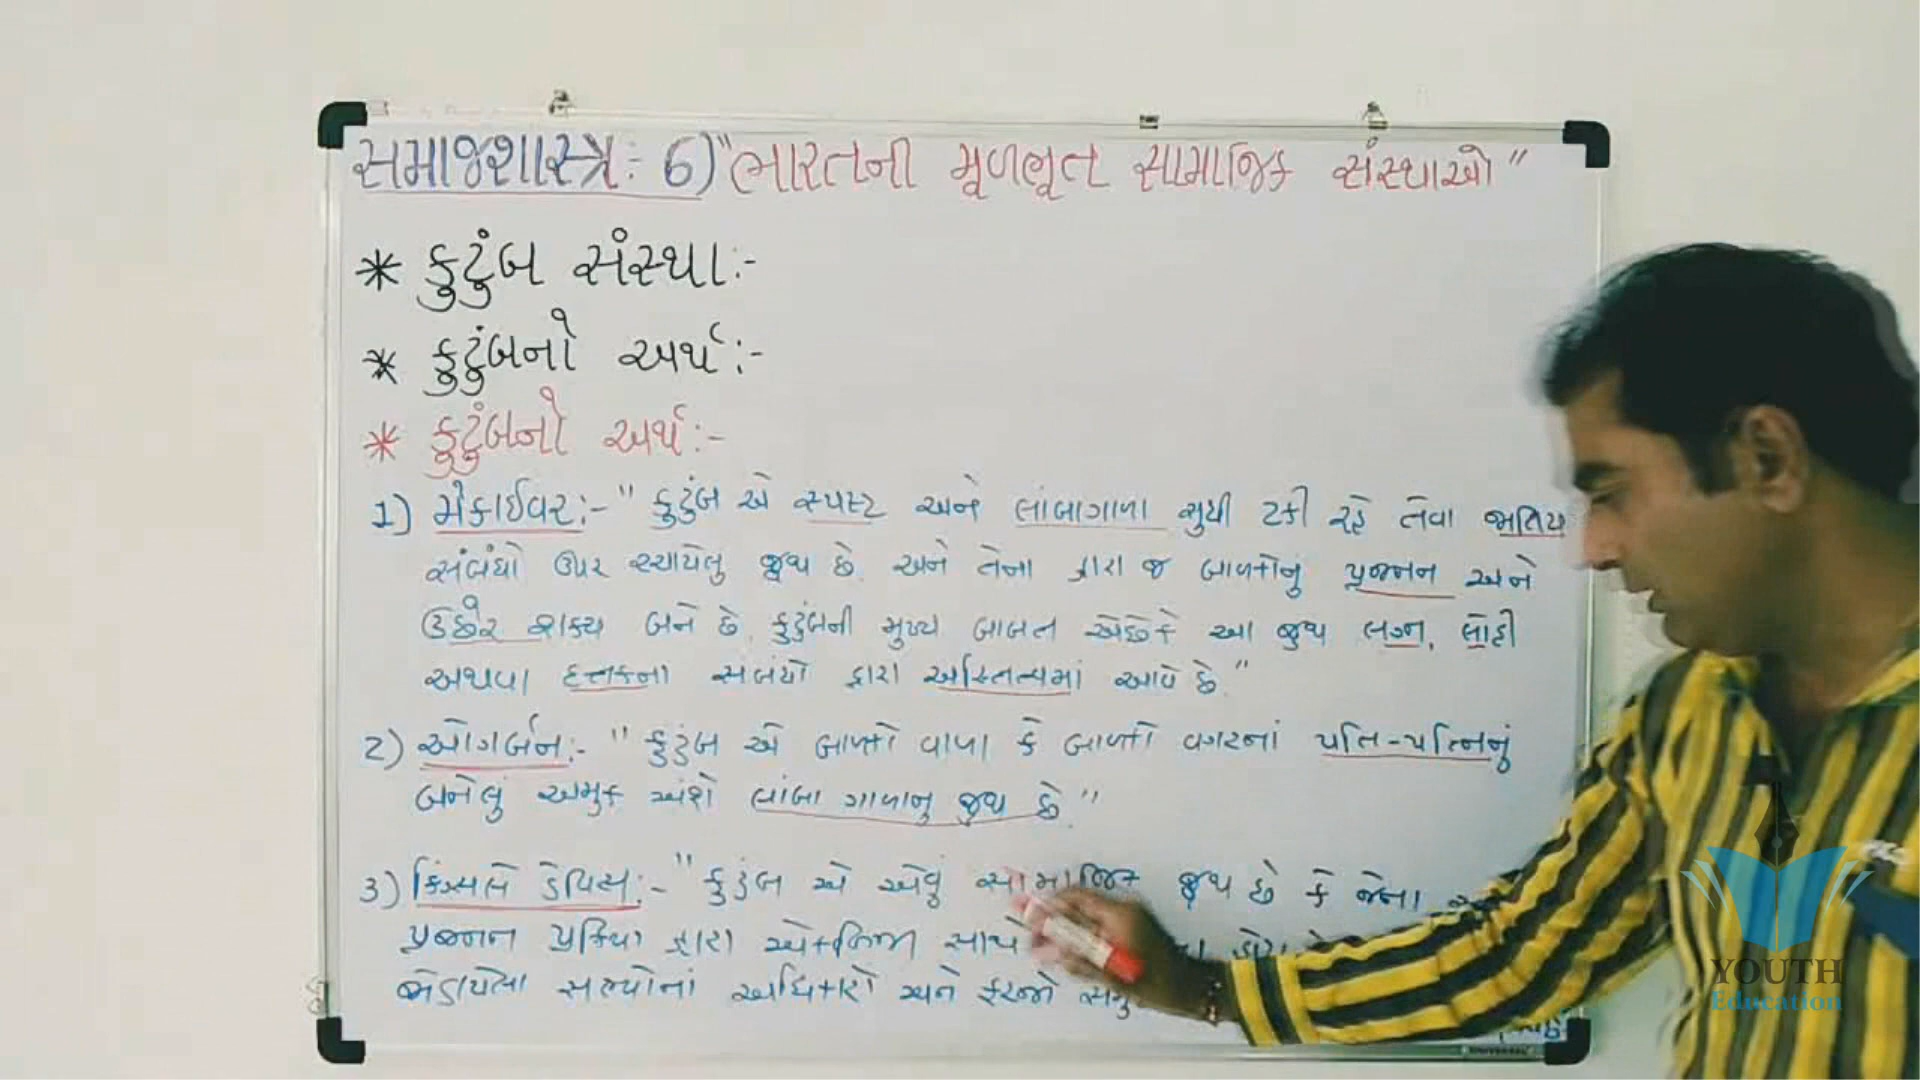 સમાજશાસ્ત્ર:- 6) "ભારતની મૂળભૂત સામાજિક સંસ્થાઓ"
* કુટુંબ સંસ્થા:-
* કુટુંબનો અર્થ:-
* કુટુંબનો અર્થ:-
1) મેકાઈવર:- "કુટુંબ એ સ્પષ્ટ અને લાંબાગાળા સુધી ટકી રહે તેવા જાતિય
સંબંધો ઉપર રચાયેલુ જૂથ છે. અને તેના દ્વારા જ બાળકોનું પ્રજનન અને
ઉછેર શક્ય બને છે. કુટુંબની મુખ્ય બાબત એછેકે આ જુથ લગ્ન, લોહી
અથવા દત્તકના સંબંધો દ્વારા અસ્તિત્વમાં આવે છે."
2) ઓગબર્ન:- "કુટુંબ એ બાળકો વાળા કે બાળકો વગરનાં પતિ-પત્નિનું
બનેલું અમુક અંશે લાંબા ગાળાનુ જુથ છે."
3) કિંગ્સલે ડેવિસ:- "કુટુંબ એ એવું સામાજિક જુથ છે કે જેના
પ્રજનન પ્રક્રિયા દ્વારા એકબિજા સાથે
જોડાયેલા સભ્યોનાં અધિકારો અને ફરજો
YOUTH
Education